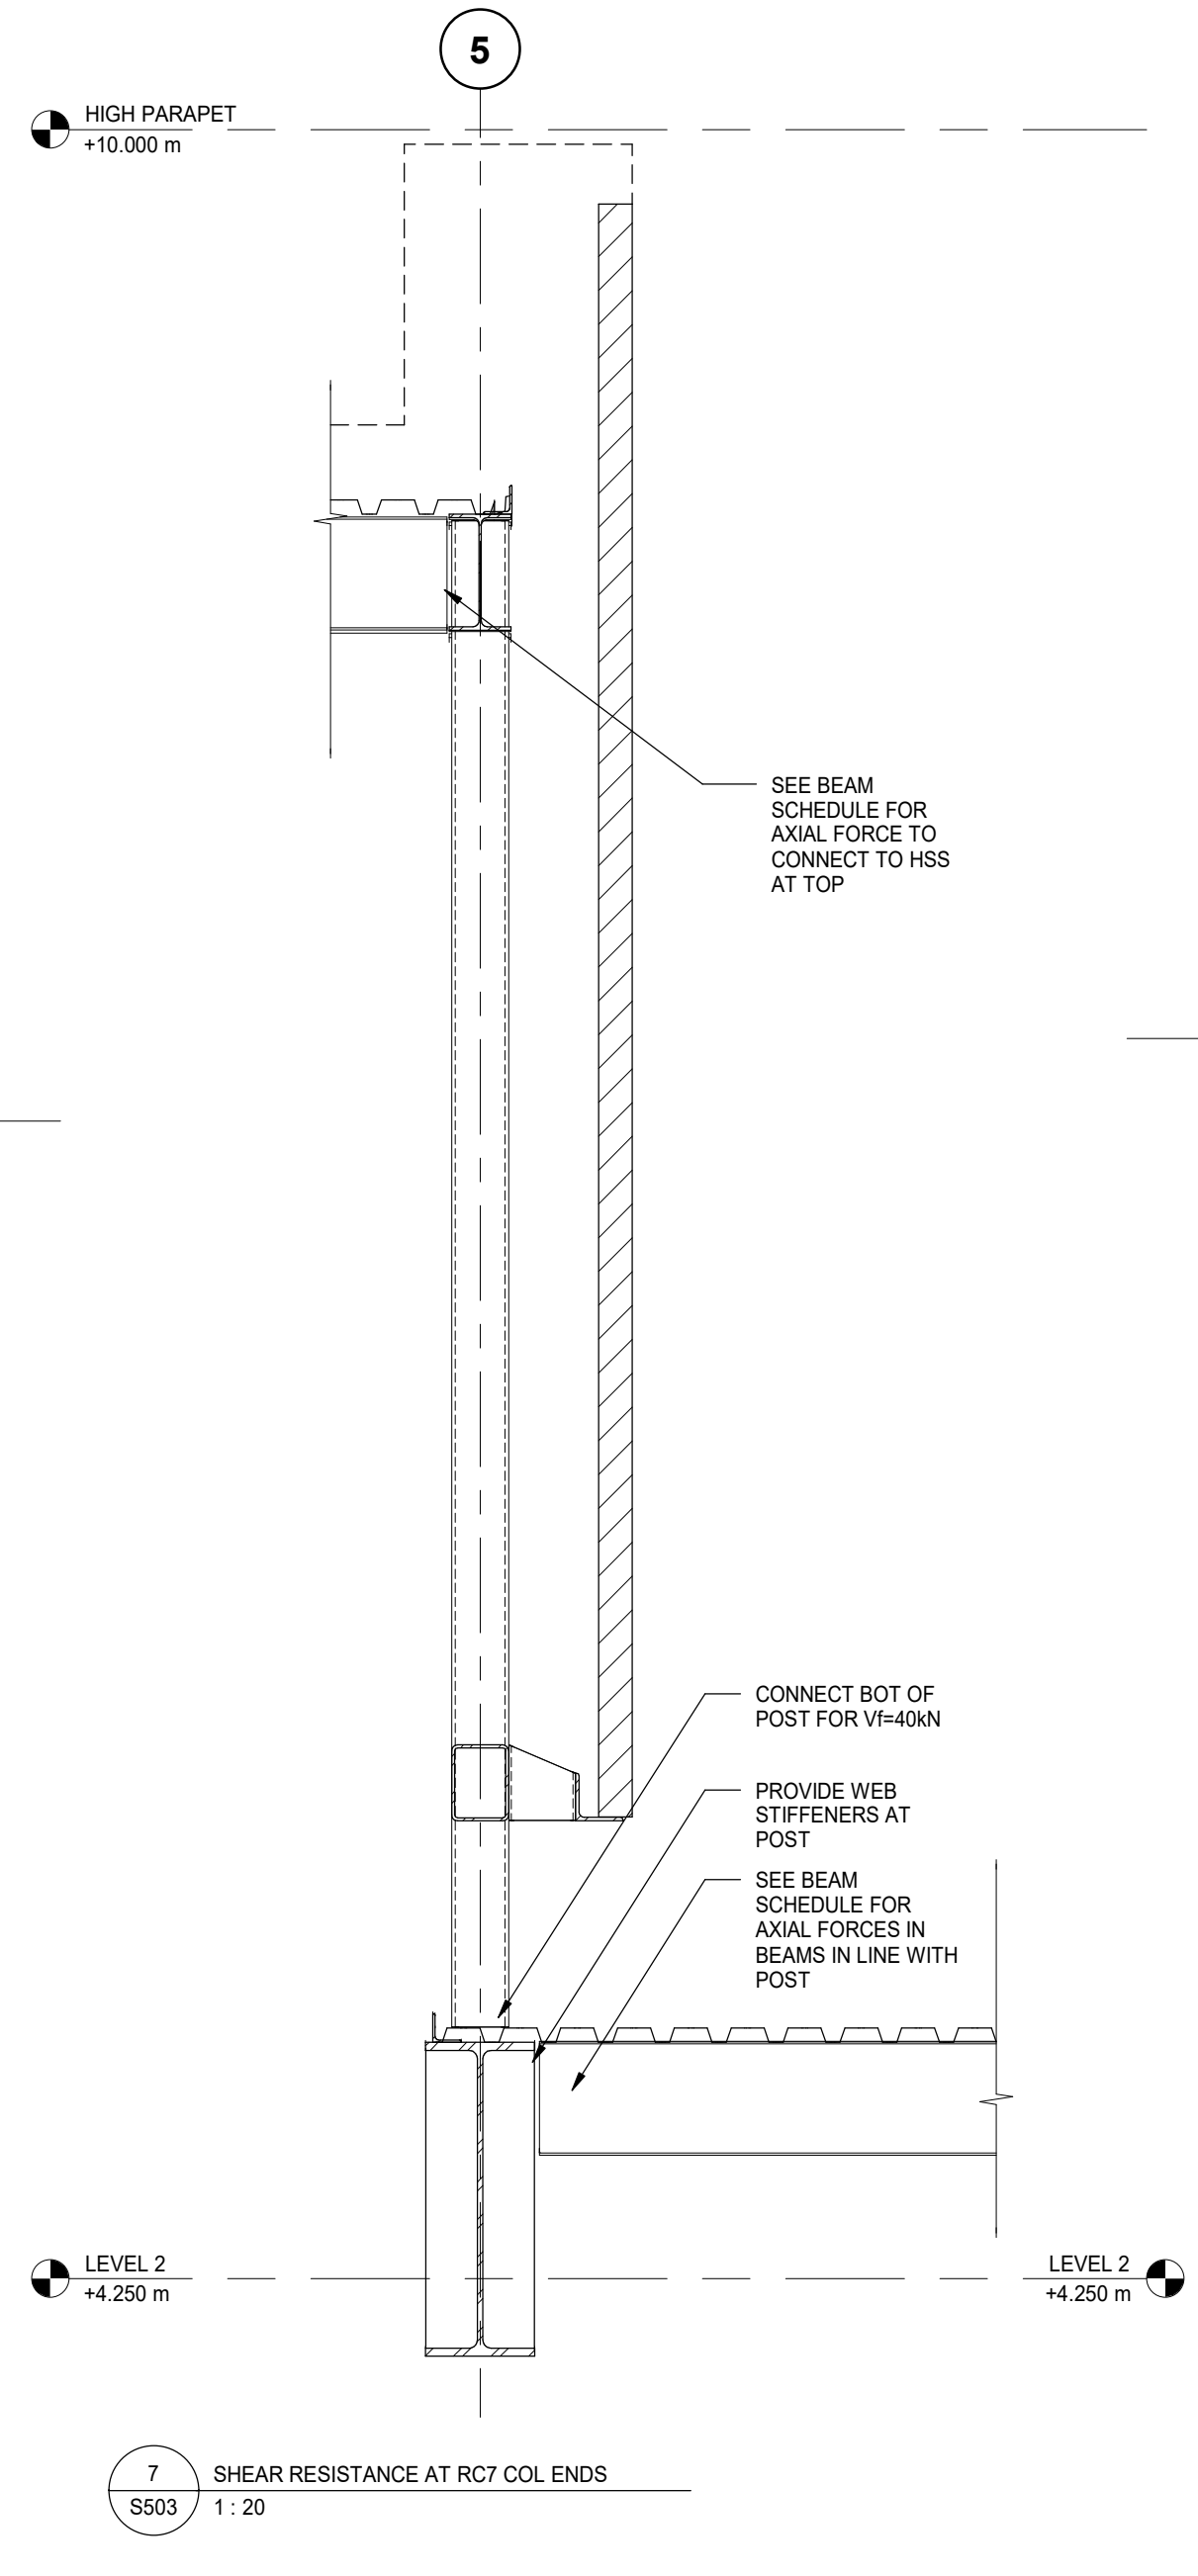 5
HIGH PARAPET
+10.000 m
SEE BEAM
SCHEDULE FOR
AXIAL FORCE TO
CONNECT TO HSS
AT TOP
CONNECT BOT OF
POST FOR Vf=40kN
PROVIDE WEB
STIFFENERS AT
POST
SEE BEAM
SCHEDULE FOR
AXIAL FORCES IN
BEAMS IN LINE WITH
POST
LEVEL 2
+4.250 m
LEVEL 2
+4.250 m
7
S503
SHEAR RESISTANCE AT RC7 COL ENDS
1 : 20